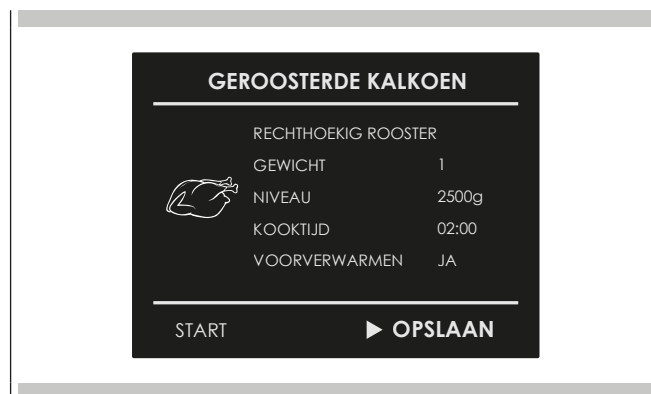 GEROOSTERDE KALKOEN
RECHTHOEKIG ROOSTER
GEWICHT 1
NIVEAU 2500g
KOOKTIJD 02:00
VOORVERWARMEN JA
START ▶ OPSLAAN